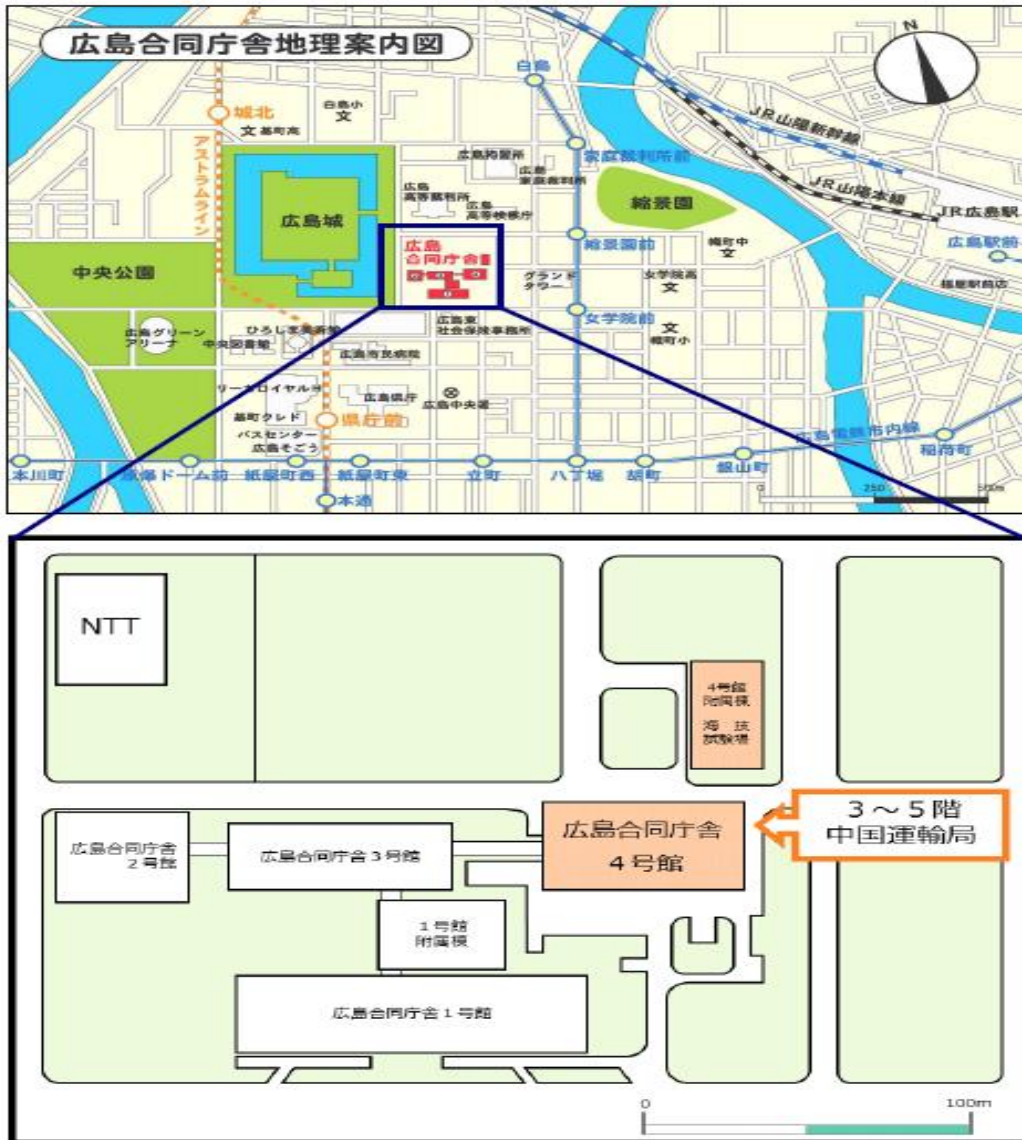 広島合同庁舎地理案内図
N
白島
城北
白島小
文
文 基町高
アストラムライン
JR山陽新幹線
JR山陽本線
JR広島駅
広島駅前
福屋駅前店
家庭裁判所前
広島拘置所
広島
家庭裁判所
広島
高等裁判所
広島
高等検察庁
縮景園
広島城
広島
合同庁舎
縮景園前
幟町中
文
中央公園
グランド
タワー
女学院高
文
女学院前
文
幟町小
広島グリーン
アリーナ
ひろしま美術館
中央図書館
広島東
社会保険事務所
広島市民病院
リーガロイヤルホ
広島県庁
広島中央署
基町クレド
県庁前
バスセンター
広島そごう
広島電鉄市内線
稲荷町
本川町
原爆ドーム前
紙屋町西
紙屋町東
立町
八丁堀
胡町
銀山町
本通
0
250
500m
NTT
4号館
附属棟
海技
試験場
3~5階
中国運輸局
広島合同庁舎
4号館
広島合同庁舎
2号館
広島合同庁舎3号館
1号館
附属棟
広島合同庁舎1号館
0
100m